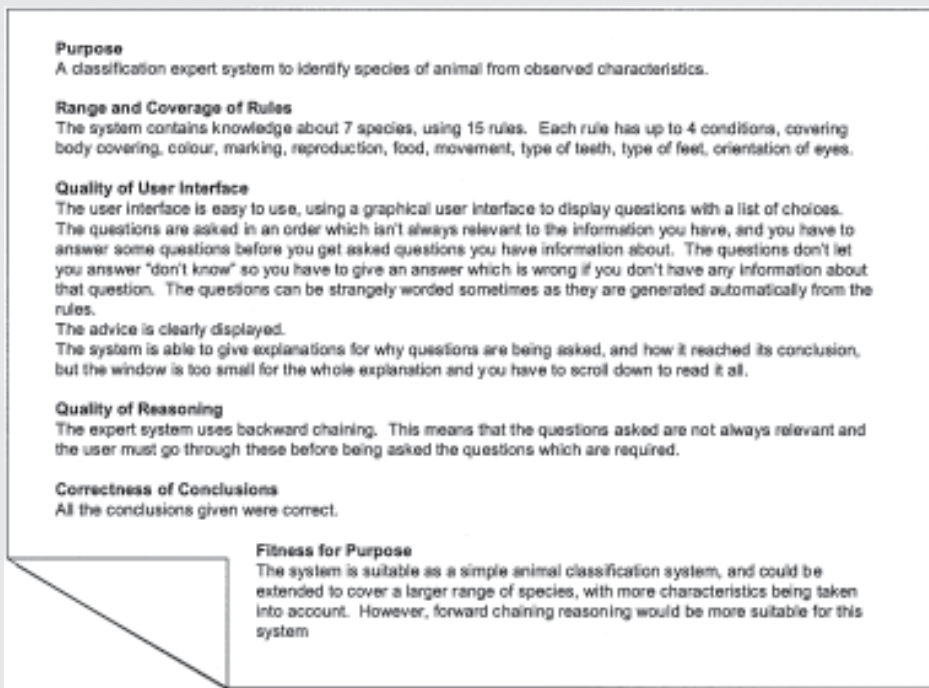 Purpose
A classification expert system to identify species of animal from observed characteristics.
Range and Coverage of Rules
The system contains knowledge about 7 species, using 15 rules. Each rule has up to 4 conditions, covering
body covering, colour, marking, reproduction, food, movement, type of teeth, type of feet, orientation of eyes.
Quality of User Interface
The user interface is easy to use, using a graphical user interface to display questions with a list of choices.
The questions are asked in an order which isn't always relevant to the information you have, and you have to
answer some questions before you get asked questions you have information about. The questions don't let
you answer "don't know" so you have to give an answer which is wrong if you don't have any information about
that question. The questions can be strangely worded sometimes as they are generated automatically from the
rules.
The advice is clearly displayed.
The system is able to give explanations for why questions are being asked, and how it reached its conclusion,
but the window is too small for the whole explanation and you have to scroll down to read it all.
Quality of Reasoning
The expert system uses backward chaining. This means that the questions asked are not always relevant and
the user must go through these before being asked the questions which are required.
Correctness of Conclusions
All the conclusions given were correct.
Fitness for Purpose
The system is suitable as a simple animal classification system, and could be
extended to cover a larger range of species, with more characteristics being taken
into account. However, forward chaining reasoning would be more suitable for this
system